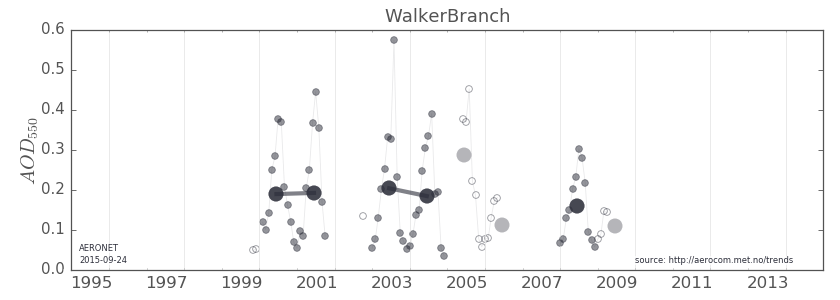 WalkerBranch
0.6
0.5
0.4
0.3
0.2
0.1
0.0
AOD550
AERONET
2015-09-24
source: http://aerocom.met.no/trends
1995 1997 1999 2001 2003 2005 2007 2009 2011 2013